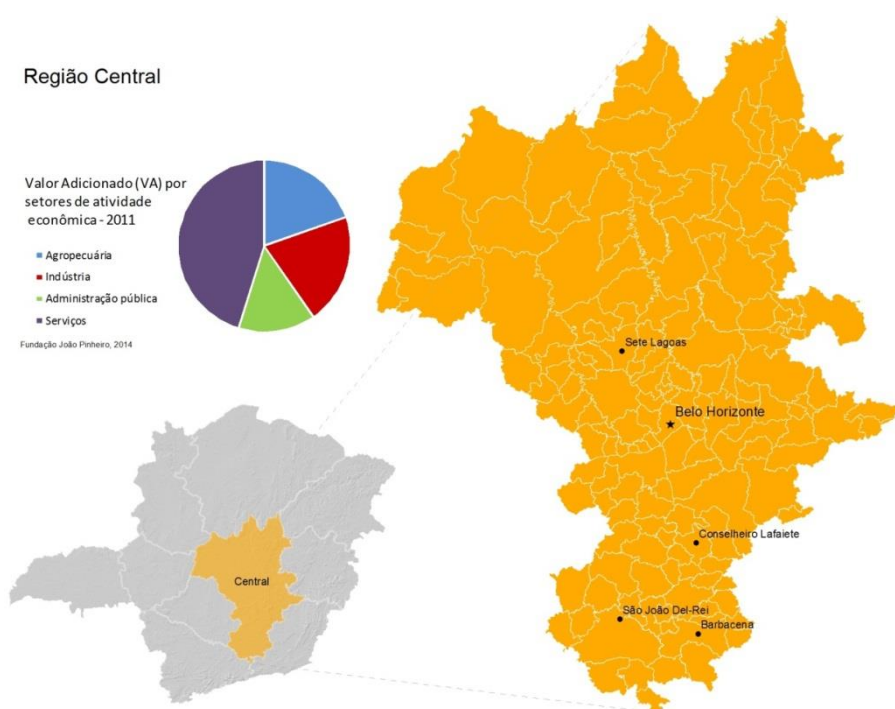 Região Central
Valor Adicionado (VA) por
setores de atividade
econômica - 2011
Agropecuária
Indústria
Administração pública
Serviços
Fundação João Pinheiro, 2014
Sete Lagoas
Belo Horizonte
Conselheiro Lafaiete
São João Del-Rei
Barbacena
Central